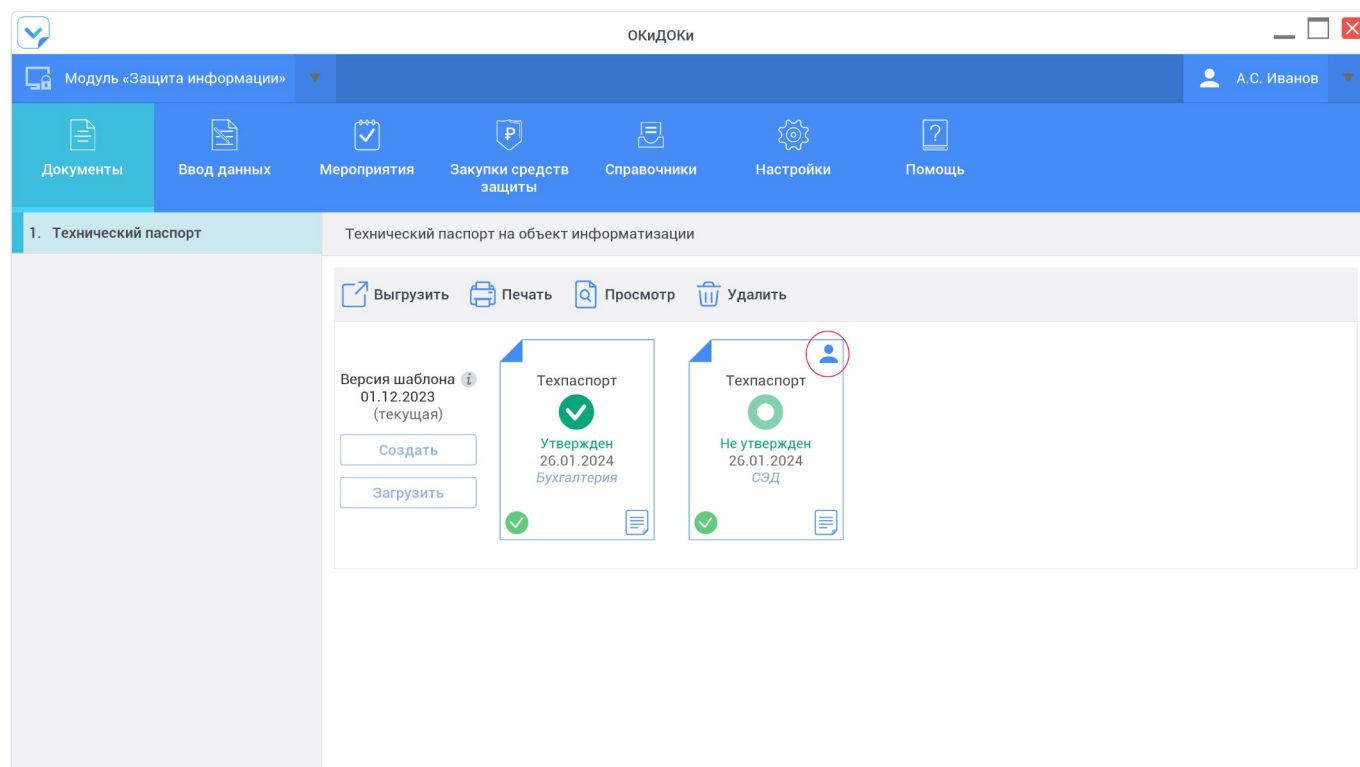 ОКиДОКи
Модуль «Защита информации»
А.С. Иванов
Документы
Ввод данных
Мероприятия
Закупки средств
защиты
Справочники
Настройки
Помощь
1. Технический паспорт
Технический паспорт на объект информатизации
Выгрузить
Печать
Просмотр
Удалить
Версия шаблона i
01.12.2023
(текущая)
Создать
Загрузить
Техпаспорт
Утвержден
26.01.2024
Бухгалтерия
Техпаспорт
Не утвержден
26.01.2024
СЭД